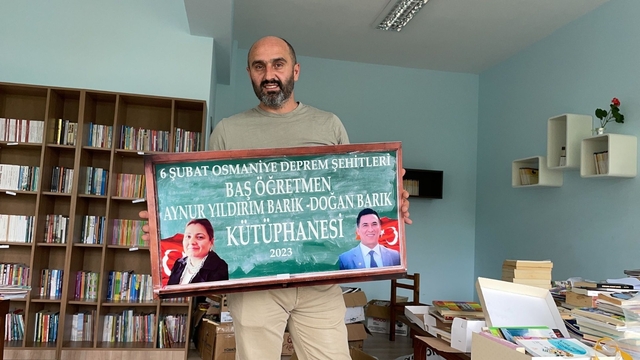 6 ŞUBAT OSMANİYE DEPREM ŞEHİTLERİ
BAŞ ÖĞRETMEN
AYNUR YILDIRIM BARIK -DOĞAN BARIK
KÜTÜPHANESİ
2023